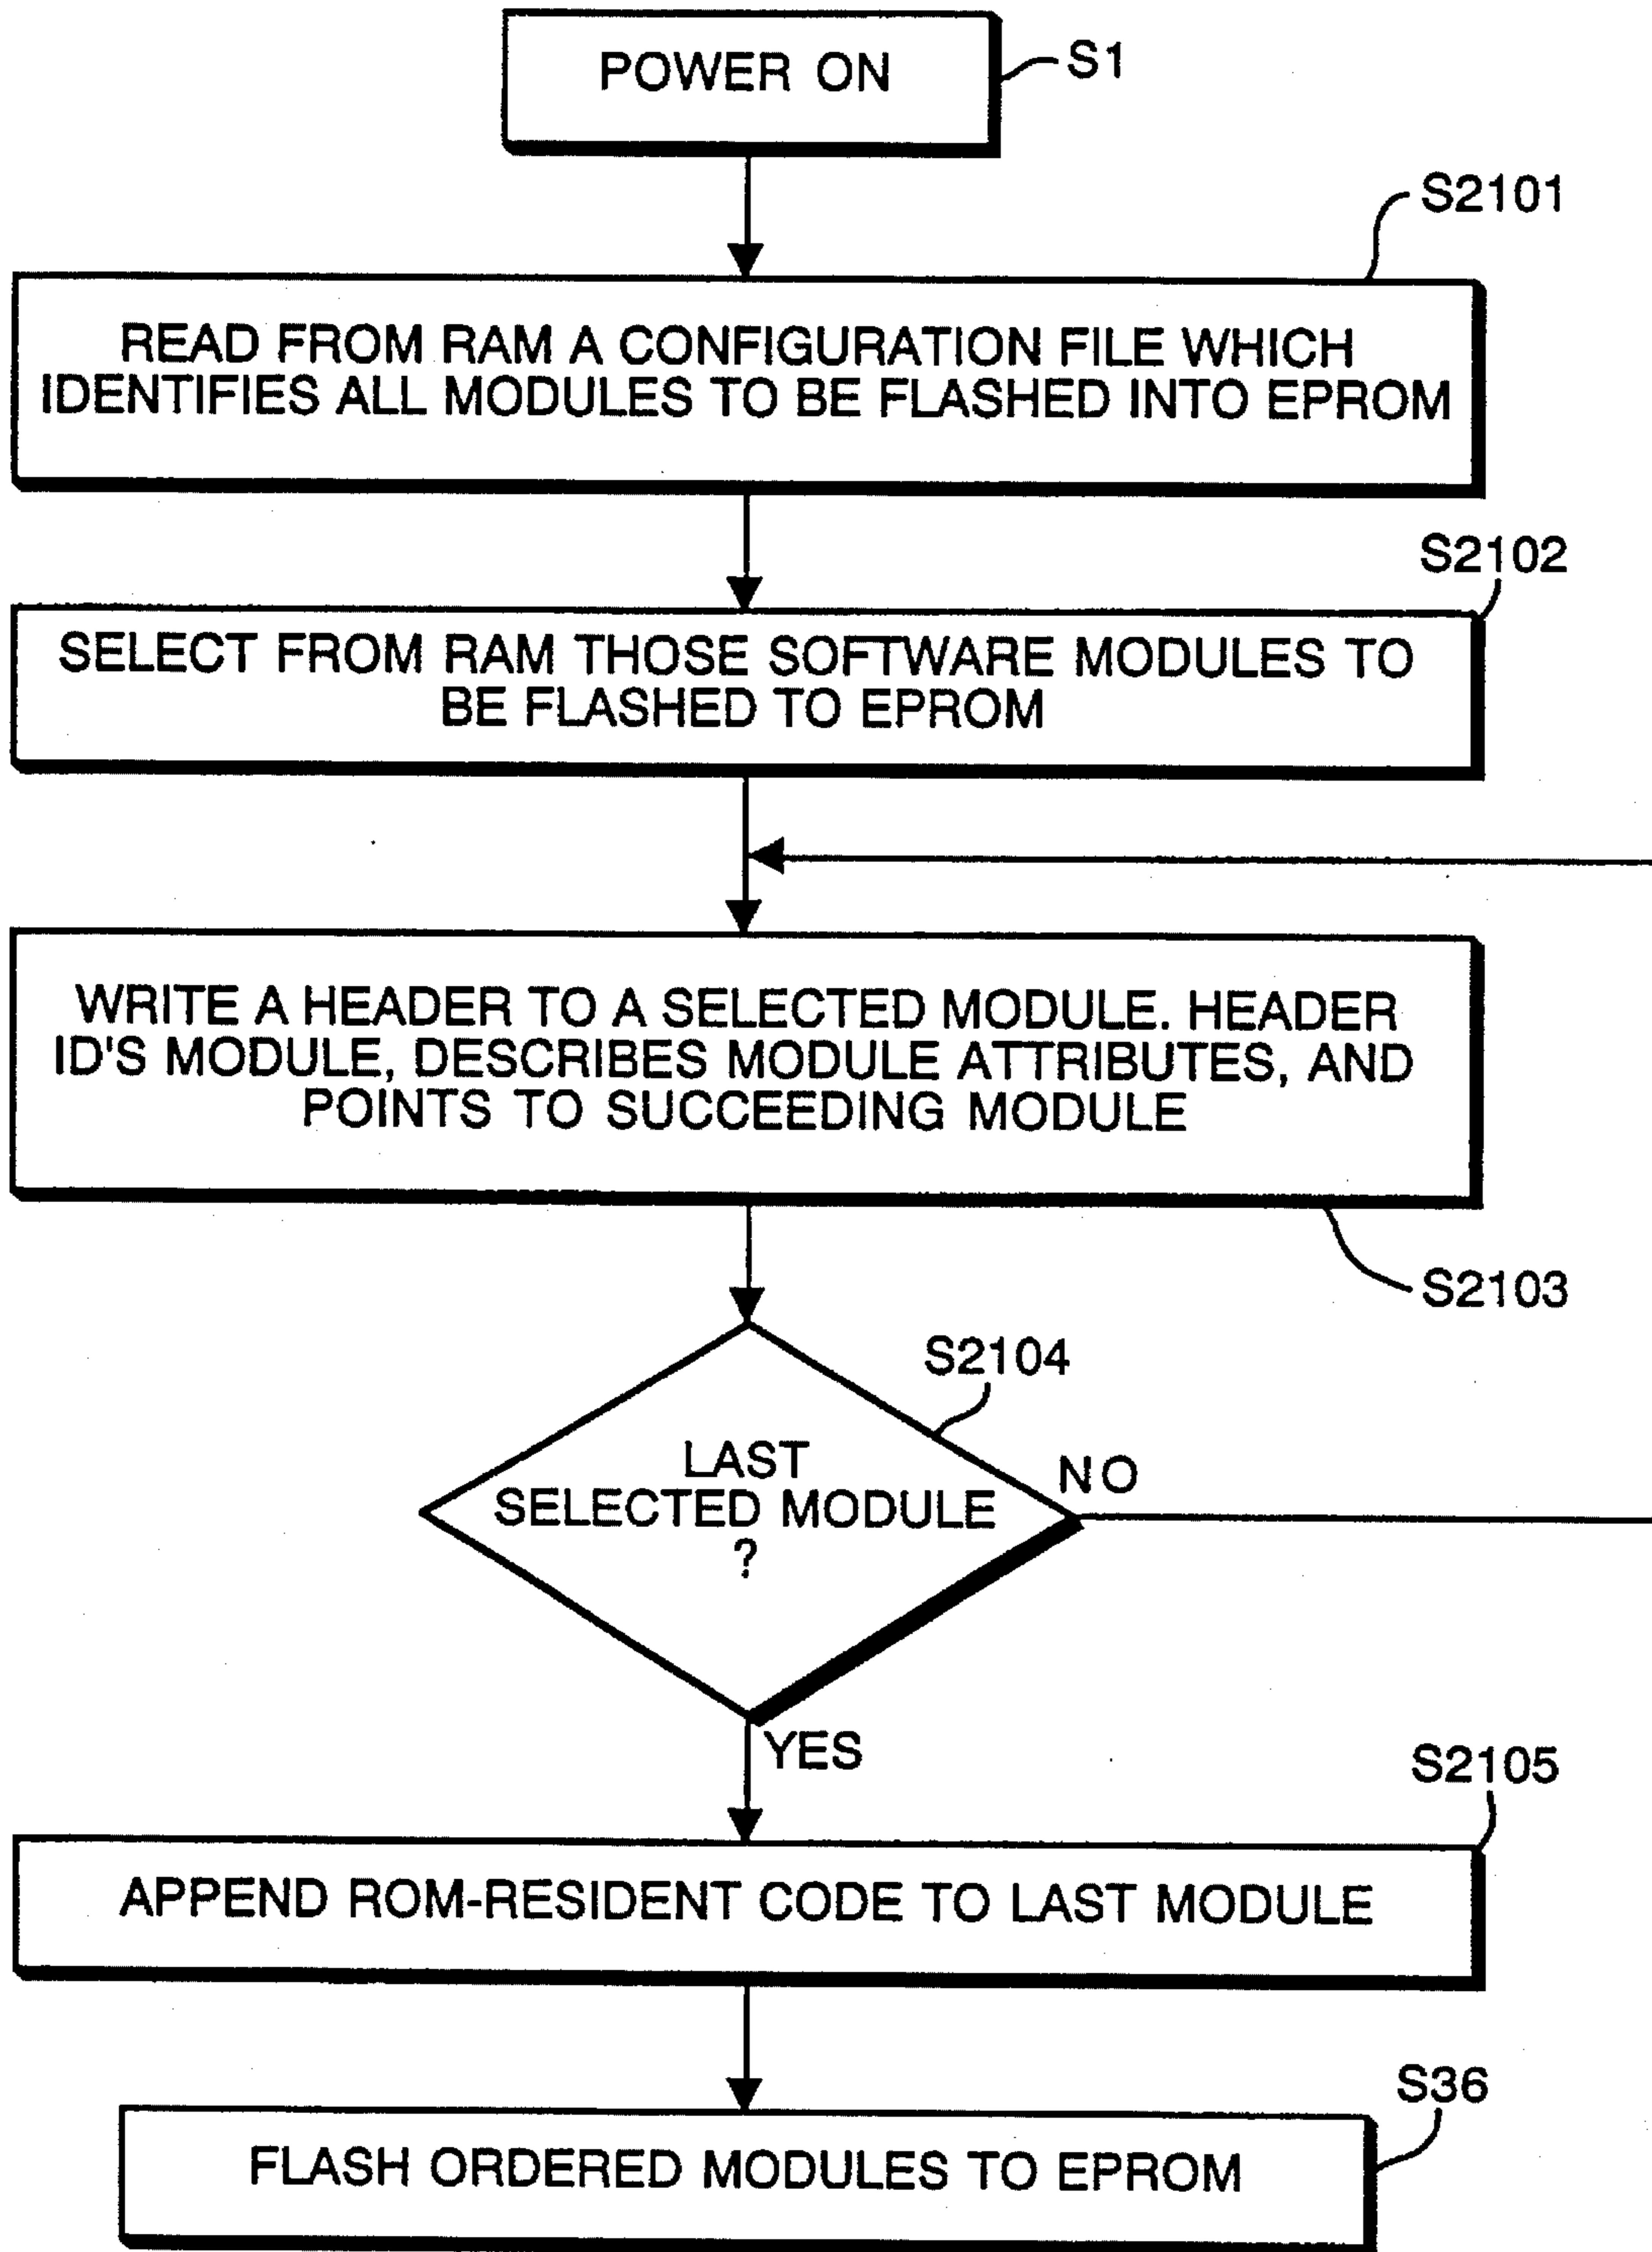 POWER ON
S1
S2101
READ FROM RAM A CONFIGURATION FILE WHICH
IDENTIFIES ALL MODULES TO BE FLASHED INTO EPROM
S2102
SELECT FROM RAM THOSE SOFTWARE MODULES TO
BE FLASHED TO EPROM
WRITE A HEADER TO A SELECTED MODULE. HEADER
ID'S MODULE, DESCRIBES MODULE ATTRIBUTES, AND
POINTS TO SUCCEEDING MODULE
S2103
S2104
LAST
SELECTED MODULE
?
NO
YES
S2105
APPEND ROM-RESIDENT CODE TO LAST MODULE
S36
FLASH ORDERED MODULES TO EPROM